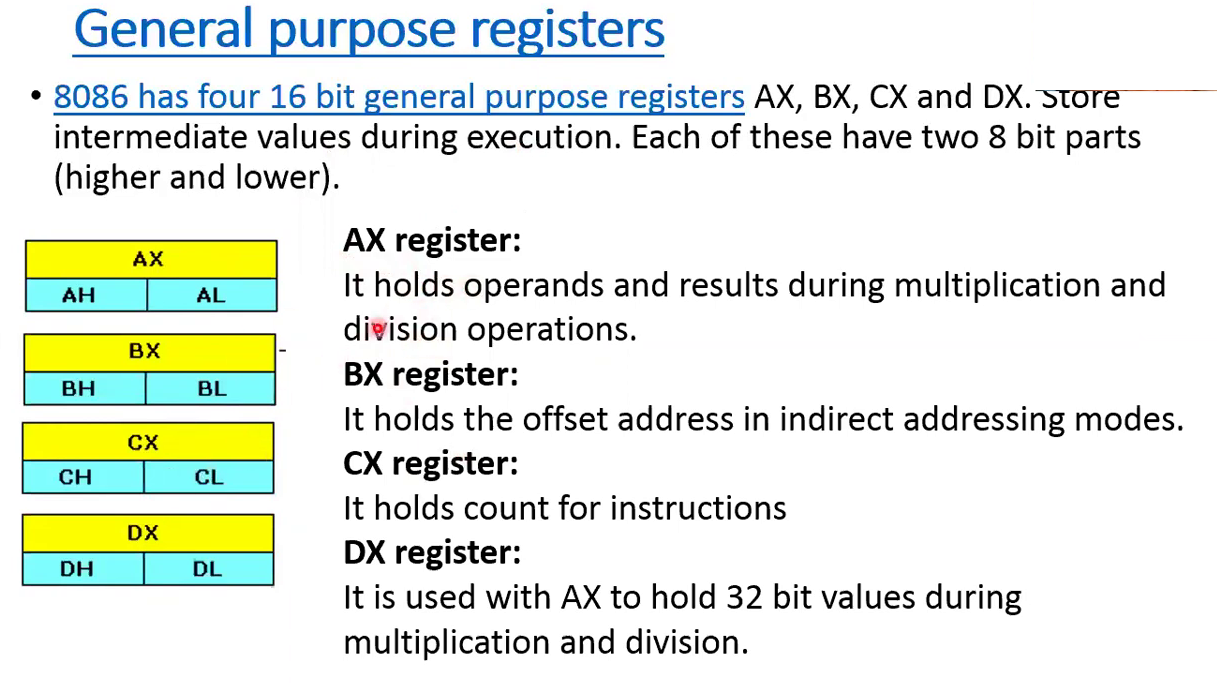 General purpose registers
• 8086 has four 16 bit general purpose registers AX, BX, CX and DX. Store
intermediate values during execution. Each of these have two 8 bit parts
(higher and lower).
AX
AH AL
BX
BH BL
CX
CH CL
DX
DH DL
AX register:
It holds operands and results during multiplication and
division operations.
BX register:
It holds the offset address in indirect addressing modes.
CX register:
It holds count for instructions
DX register:
It is used with AX to hold 32 bit values during
multiplication and division.